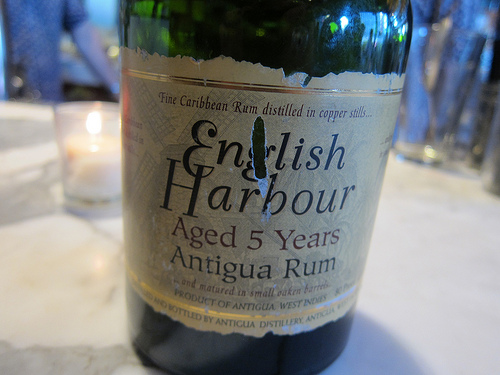 Fine Caribbean Rum distilled in copper stills...
English
Harbour
Aged 5 Years
Antigua Rum
...and matured in small oaken barrels...
PRODUCT OF ANTIGUA, WEST INDIES
AND BOTTLED BY ANTIGUA DISTILLERY, ANTIGUA, W